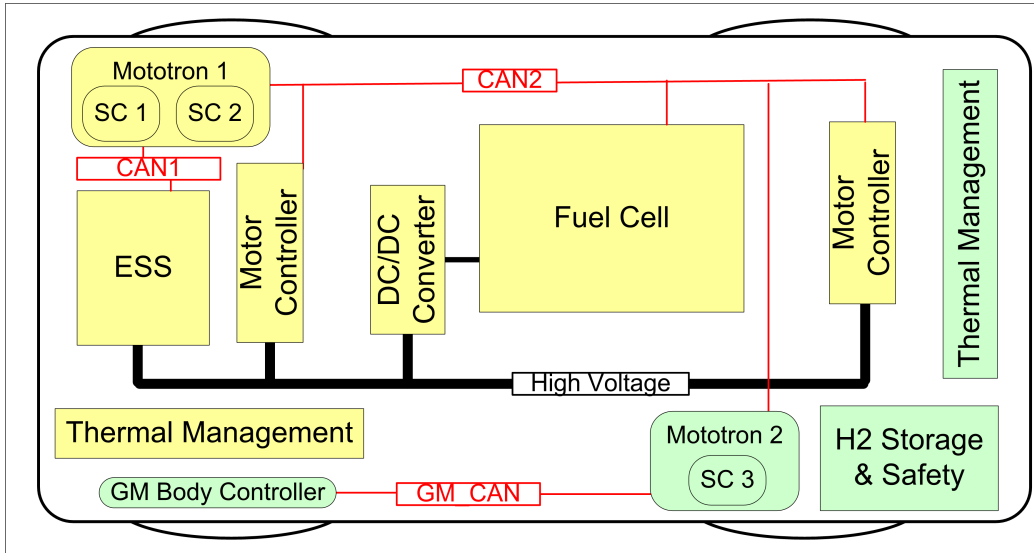 Mototron 1
SC 1
SC 2
CAN2
CAN1
ESS
Motor
Controller
DC/DC
Converter
Fuel Cell
Motor
Controller
Thermal Management
High Voltage
Thermal Management
Mototron 2
SC 3
H2 Storage
& Safety
GM Body Controller
GM_CAN